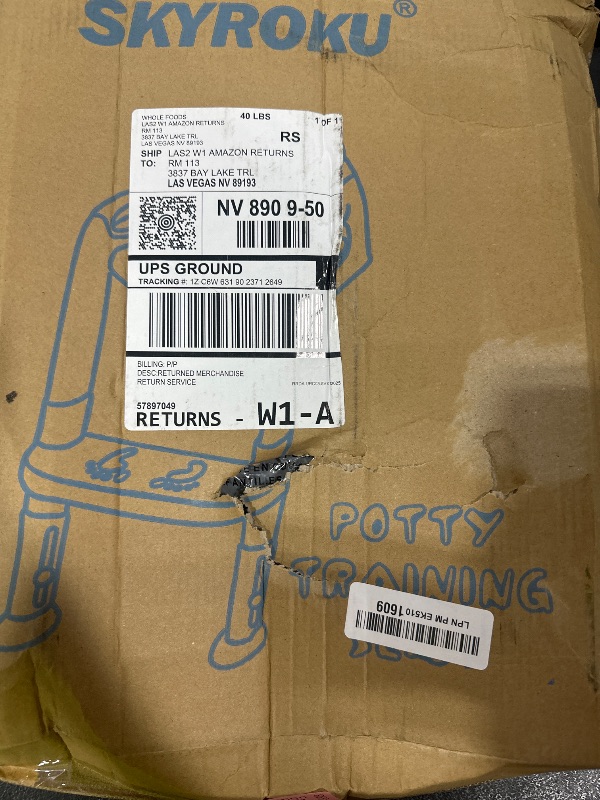 SKYROKU®
WHOLE FOODS
LAS2 W1 AMAZON RETURNS
RM 113
3837 BAY LAKE TRL
LAS VEGAS NV 89193
40 LBS
1 OF 1
RS
SHIP TO:
LAS2 W1 AMAZON RETURNS
RM 113
3837 BAY LAKE TRL
LAS VEGAS NV 89193
NV 890 9-50
UPS GROUND
TRACKING #: 1Z C6W 631 90 2371 2649
BILLING: P/P
DESC:RETURNED MERCHANDISE
RETURN SERVICE
57897049
RETURNS - W1-A
POTTY
TRAINING
LPN PM EK510 1609